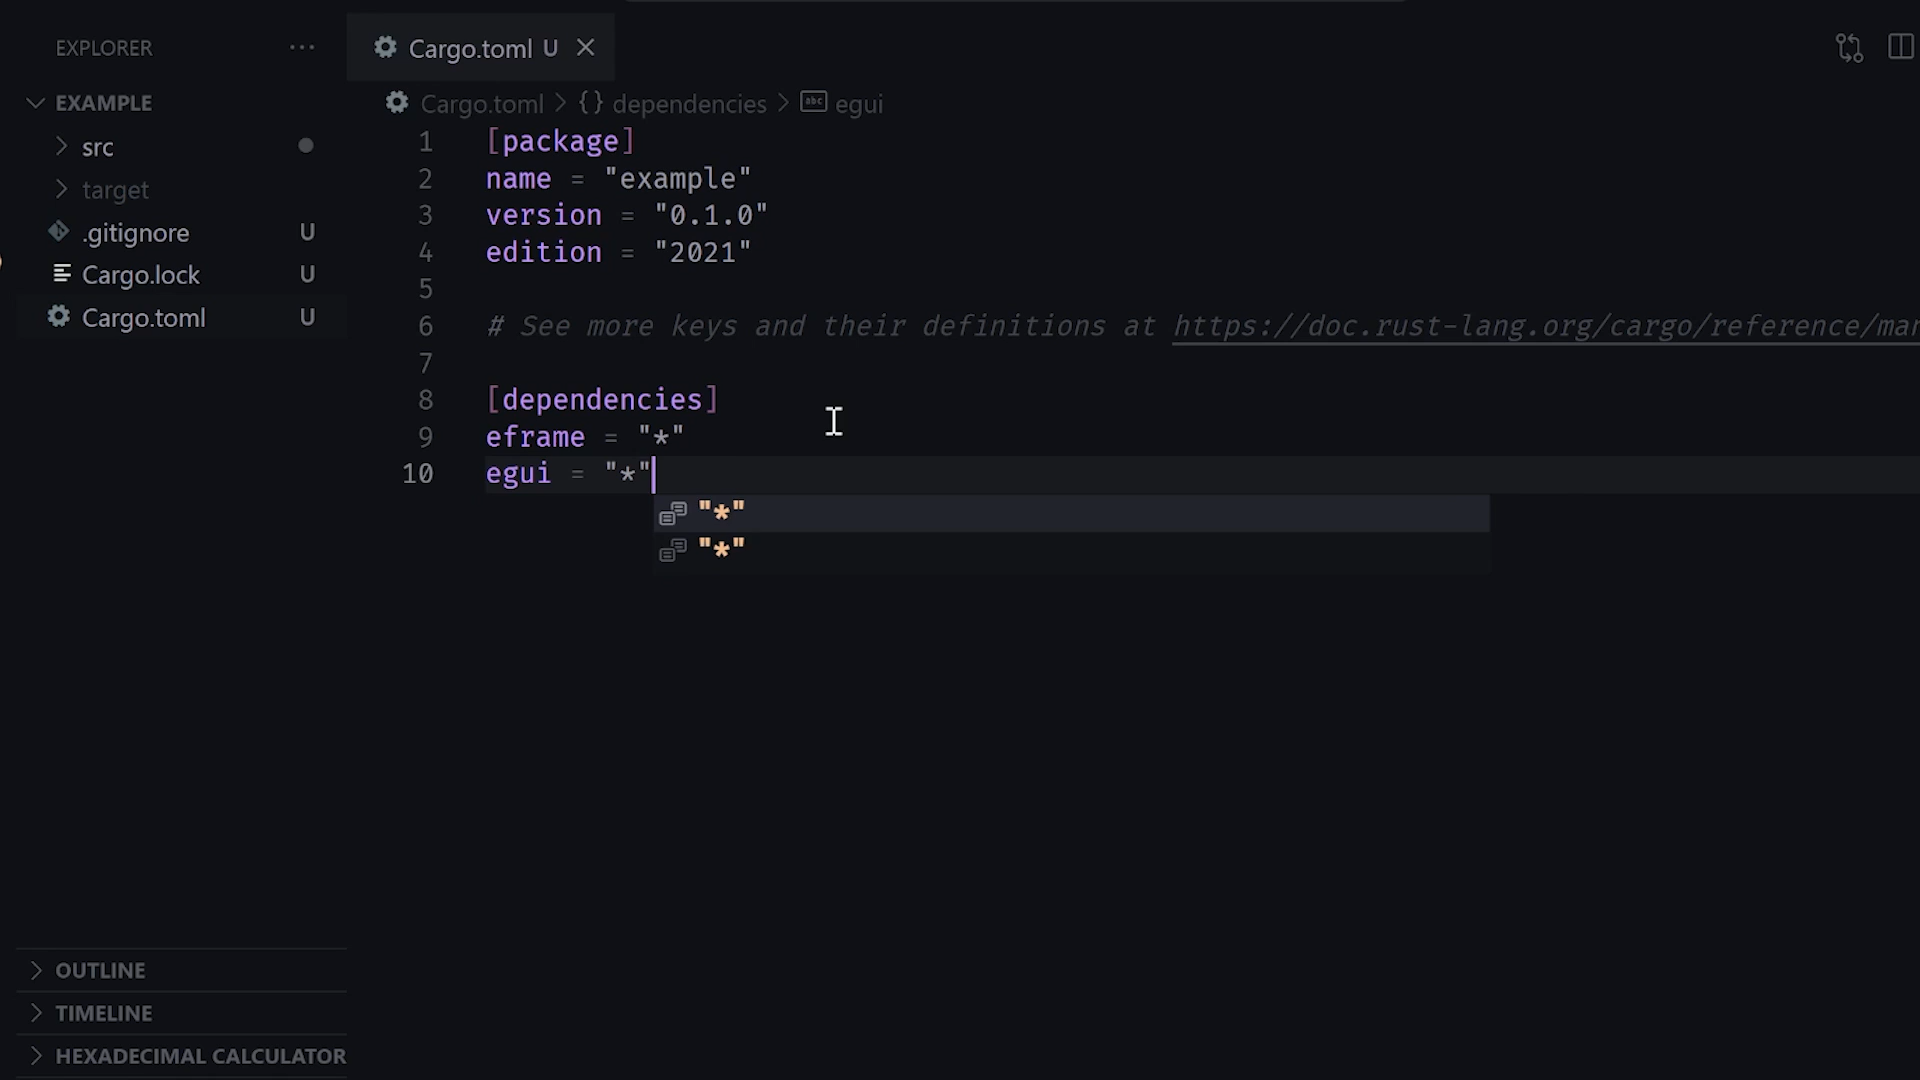 EXPLORER
EXAMPLE
src
target
.gitignore U
Cargo.lock U
Cargo.toml U
OUTLINE
TIMELINE
HEXADECIMAL CALCULATOR
Cargo.toml U
Cargo.toml > {} dependencies > abc egui
1 [package]
2 name = "example"
3 version = "0.1.0"
4 edition = "2021"
5
6 # See more keys and their definitions at https://doc.rust-lang.org/cargo/reference/man
7
8 [dependencies]
9 eframe = "*"
10 egui = "*"
"*"
"*"